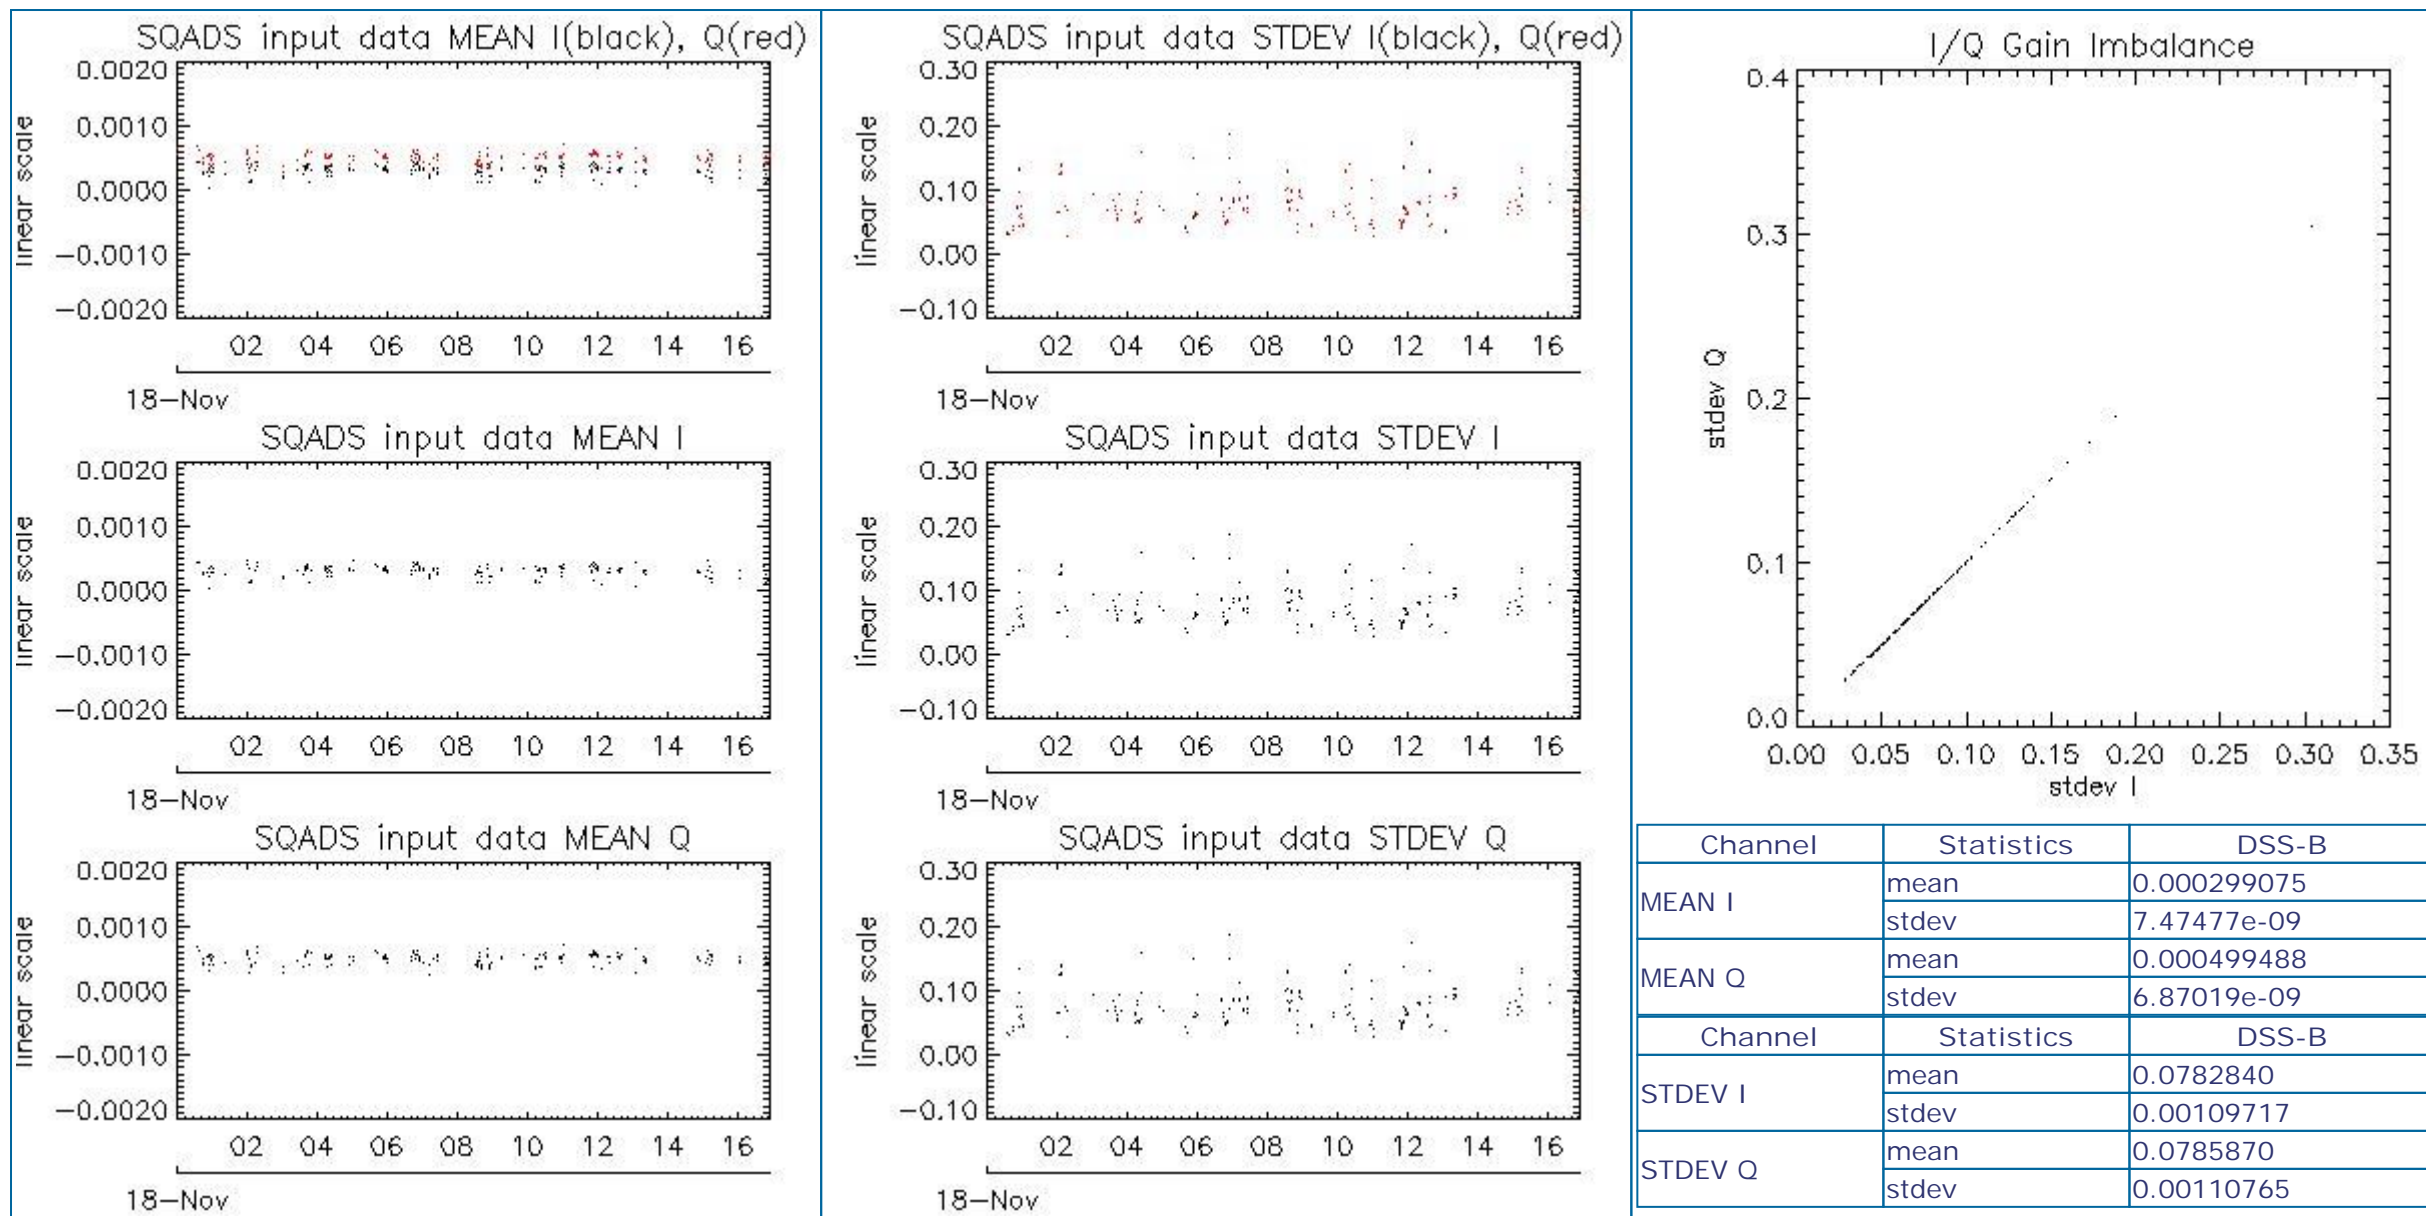 SQADS input data MEAN I(black), Q(red)
0.0020
0.0010
0.0000
−0.0010
−0.0020
linear scale
02 04 06 08 10 12 14 16
18−Nov
SQADS input data MEAN I
0.0020
0.0010
0.0000
−0.0010
−0.0020
linear scale
02 04 06 08 10 12 14 16
18−Nov
SQADS input data MEAN Q
0.0020
0.0010
0.0000
−0.0010
−0.0020
linear scale
02 04 06 08 10 12 14 16
18−Nov
SQADS input data STDEV I(black), Q(red)
0.30
0.20
0.10
0.00
−0.10
linear scale
02 04 06 08 10 12 14 16
18−Nov
SQADS input data STDEV I
0.30
0.20
0.10
0.00
−0.10
linear scale
02 04 06 08 10 12 14 16
18−Nov
SQADS input data STDEV Q
0.30
0.20
0.10
0.00
−0.10
linear scale
02 04 06 08 10 12 14 16
18−Nov
I/Q Gain Imbalance
0.4
0.3
0.2
0.1
0.0
stdev Q
0.00 0.05 0.10 0.15 0.20 0.25 0.30 0.35
stdev I
Channel Statistics DSS-B
MEAN I mean 0.000299075
stdev 7.47477e-09
MEAN Q mean 0.000499488
stdev 6.87019e-09
Channel Statistics DSS-B
STDEV I mean 0.0782840
stdev 0.00109717
STDEV Q mean 0.0785870
stdev 0.00110765